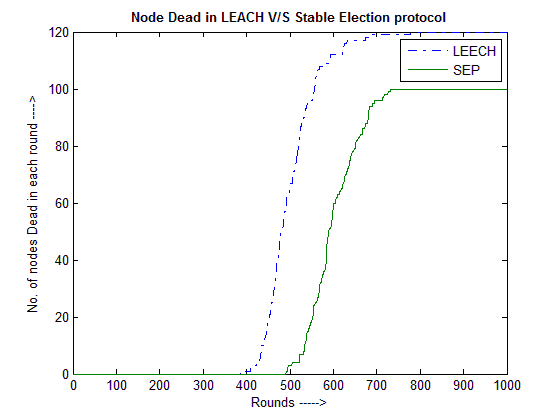 Node Dead in LEACH V/S Stable Election protocol
LEECH
SEP
No. of nodes Dead in each round ---->
120
100
80
60
40
20
0
0 100 200 300 400 500 600 700 800 900 1000
Rounds ----->